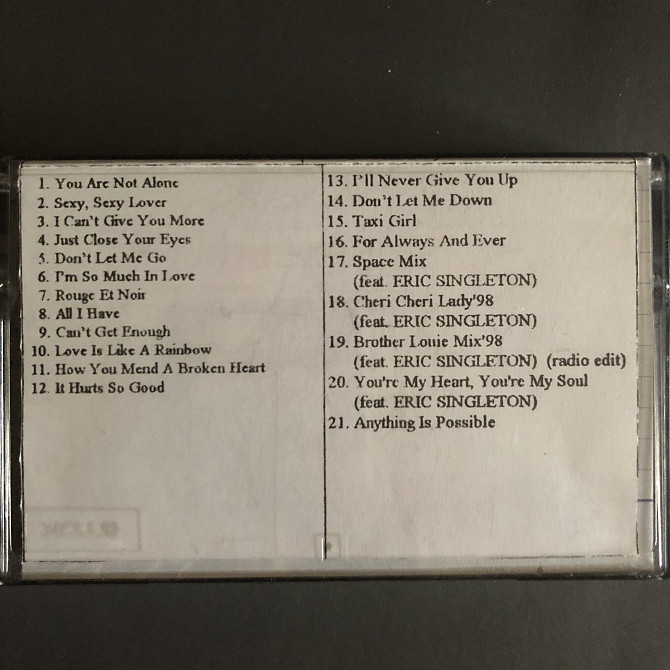 1. You Are Not Alone
2. Sexy, Sexy Lover
3. I Can't Give You More
4. Just Close Your Eyes
5. Don't Let Me Go
6. I'm So Much In Love
7. Rouge Et Noir
8. All I Have
9. Can't Get Enough
10. Love Is Like A Rainbow
11. How You Mend A Broken Heart
12. It Hurts So Good
13. I'll Never Give You Up
14. Don't Let Me Down
15. Taxi Girl
16. For Always And Ever
17. Space Mix
(feat. ERIC SINGLETON)
18. Cheri Cheri Lady'98
(feat. ERIC SINGLETON)
19. Brother Louie Mix'98
(feat. ERIC SINGLETON) (radio edit)
20. You're My Heart, You're My Soul
(feat. ERIC SINGLETON)
21. Anything Is Possible